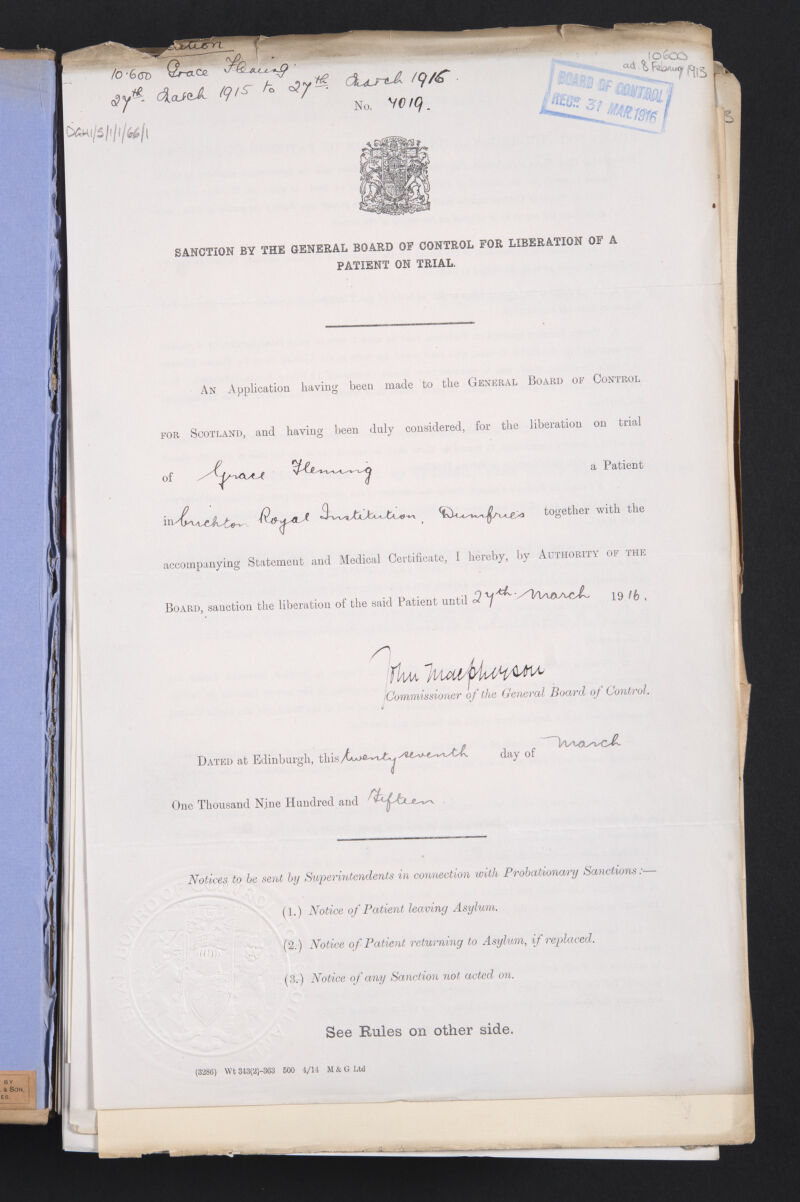 10600
ad. 8 February 1913
10.600 Grace Fleming.
27th. March 1915 to 27th. March 1916.
No. 4019.
BOARD OF CONTROL
RECD. 31 MAR. 1916
DGH1/5/1/1/66/1
SANCTION BY THE GENERAL BOARD OF CONTROL FOR LIBERATION OF A
PATIENT ON TRIAL.
AN Application having been made to the GENERAL BOARD OF CONTROL
FOR SCOTLAND, and having been duly considered, for the liberation on trial
of Grace Fleming a Patient
in Crichton Royal Institution, Dumfries together with the
accompanying Statement and Medical Certificate, I hereby, by AUTHORITY OF THE
BOARD, sanction the liberation of the said Patient until 27th. March 1916.
John Macpherson
Commissioner of the General Board of Control.
DATED at Edinburgh, this twenty seventh day of March
One Thousand Nine Hundred and Fifteen.
Notices to be sent by Superintendents in connection with Probationary Sanctions:—
(1.) Notice of Patient leaving Asylum.
(2.) Notice of Patient returning to Asylum, if replaced.
(3.) Notice of any Sanction not acted on.
See Rules on other side.
(3286) Wt 343(2)-363 500 4/14 M & G Ltd
BY
& SON,